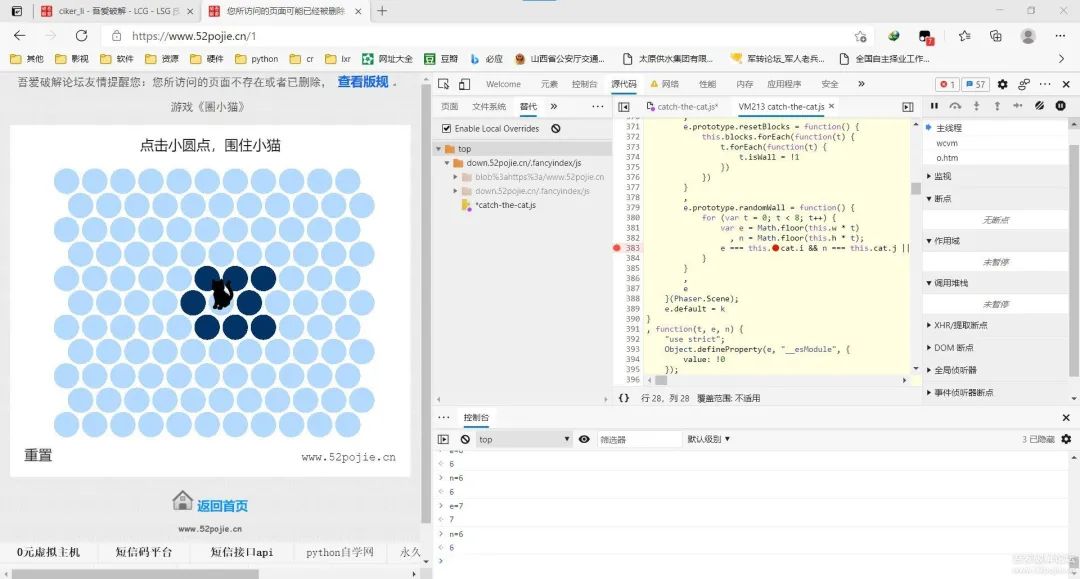 ciker_li - 吾爱破解 - LCG - LSG
您所访问的页面可能已经被删除
https://www.52pojie.cn/1
7
其他
影视
软件
资源
硬件
python
cr
lxr
网址大全
豆瓣
必应
山西省公安厅交通...
太原供水集团有限...
军转论坛_军人老兵...
全国自主择业工作...
吾爱破解论坛友情提醒您：您所访问的页面不存在或者已删除， 查看版规 。
游戏《圈小猫》
点击小圆点，围住小猫
重置
www.52pojie.cn
返回首页
www.52pojie.cn
0元虚拟主机
短信码平台
短信接口api
python自学网
永久
Welcome
元素
控制台
源代码
网络
性能
内存
应用程序
安全
1
57
页面
文件系统
替代
Enable Local Overrides
top
down.52pojie.cn/.fancyindex/js
blob%3ahttps%3a/www.52pojie.cn
down.52pojie.cn/.fancyindex/js
*catch-the-cat.js
catch-the-cat.js*
VM213 catch-the-cat.js
370 }
371 e.prototype.resetBlocks = function() {
372 this.blocks.forEach(function(t) {
373 t.forEach(function(t) {
374 t.isWall = !1
375 })
376 })
377 }
378 ,
379 e.prototype.randomWall = function() {
380 for (var t = 0; t < 8; t++) {
381 var e = Math.floor(this.w * t)
382 , n = Math.floor(this.h * t);
383 e === this.cat.i && n === this.cat.j ||
384 }
385 }
386 ,
387 e
388 }(Phaser.Scene);
389 e.default = k
390 }
391 , function(t, e, n) {
392 "use strict";
393 Object.defineProperty(e, "__esModule", {
394 value: !0
395 });
396
{} 行 28，列 28 覆盖范围: 不适用
主线程
wcvm
o.htm
监视
断点
无断点
作用域
未暂停
调用堆栈
未暂停
XHR/提取断点
DOM 断点
全局侦听器
事件侦听器断点
控制台
top
筛选器
默认级别
3 已隐藏
6
n=6
6
e=7
7
n=6
6
吾爱破解论坛
www.52pojie.cn